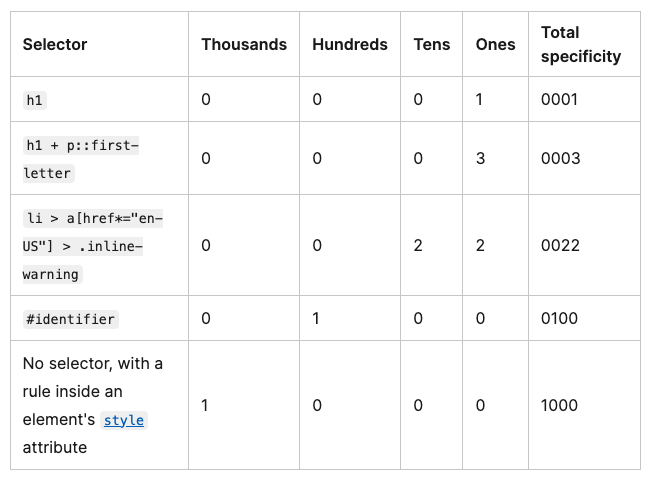 Selector Thousands Hundreds Tens Ones Total specificity
h1 0 0 0 1 0001
h1 + p::first-
letter 0 0 0 3 0003
li > a[href*="en-
US"] > .inline-
warning 0 0 2 2 0022
#identifier 0 1 0 0 0100
No selector, with a
rule inside an
element's style
attribute 1 0 0 0 1000